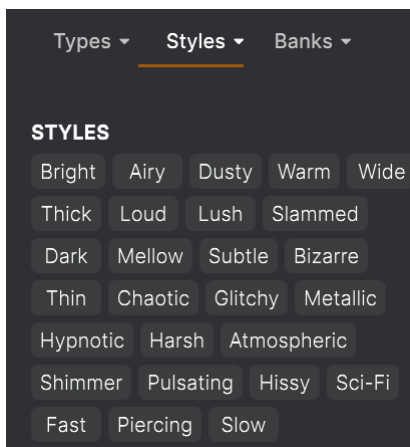 Types Styles Banks
STYLES
Bright Airy Dusty Warm Wide
Thick Loud Lush Slammed
Dark Mellow Subtle Bizarre
Thin Chaotic Glitchy Metallic
Hypnotic Harsh Atmospheric
Shimmer Pulsating Hissy Sci-Fi
Fast Piercing Slow